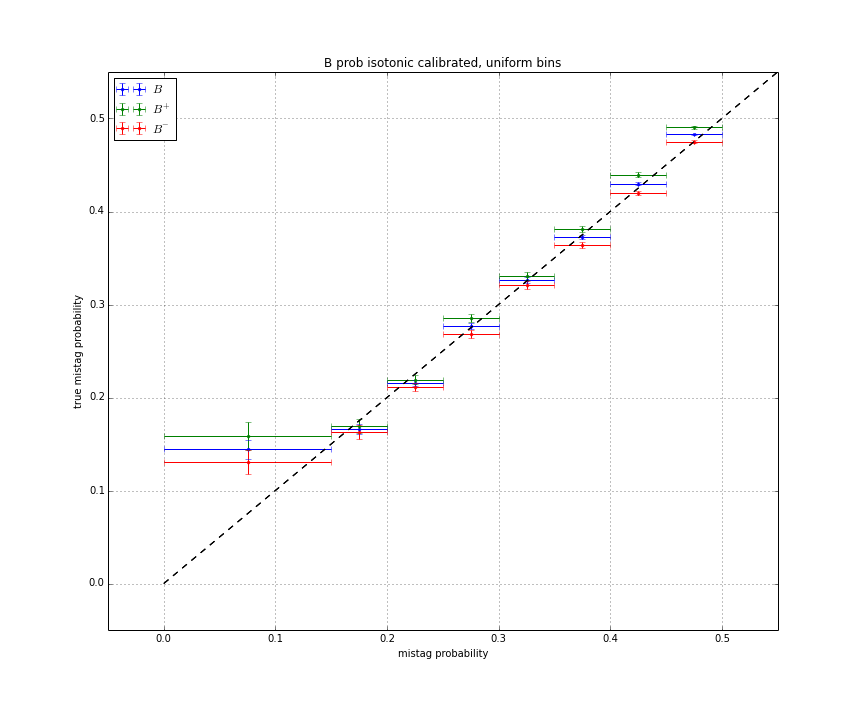 B prob isotonic calibrated, uniform bins
B
B⁺
B⁻
true mistag probability
0.5
0.4
0.3
0.2
0.1
0.0
0.0 0.1 0.2 0.3 0.4 0.5
mistag probability